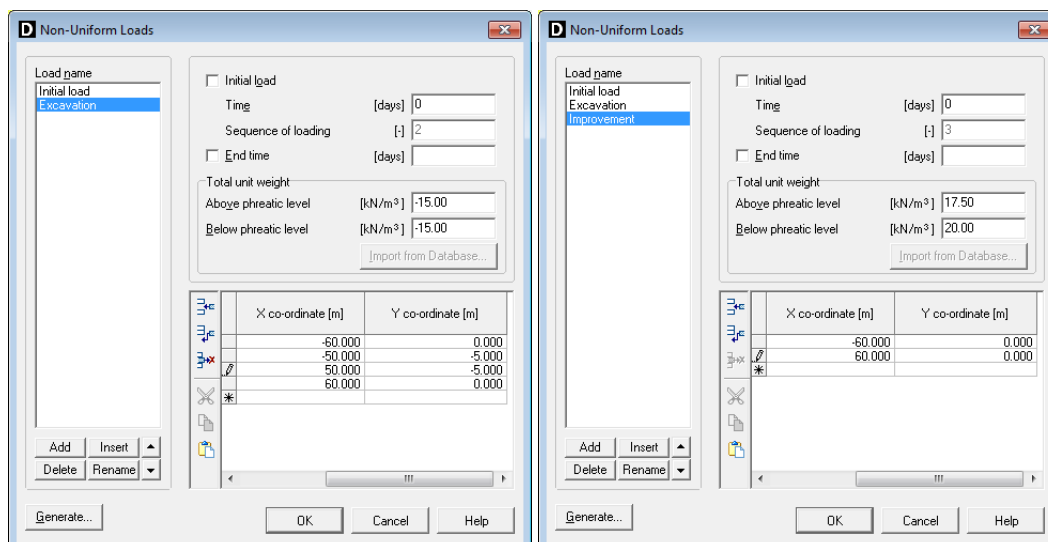 D Non-Uniform Loads
Load name
Initial load
Excavation
Initial load
Time [days] 0
Sequence of loading [-] 2
End time [days]
Total unit weight
Above phreatic level [kN/m³] -15.00
Below phreatic level [kN/m³] -15.00
Import from Database...
X co-ordinate [m] Y co-ordinate [m]
-60.000 0.000
-50.000 -5.000
50.000 -5.000
60.000 0.000
Add Insert
Delete Rename
Generate... OK Cancel Help
D Non-Uniform Loads
Load name
Initial load
Excavation
Improvement
Initial load
Time [days] 0
Sequence of loading [-] 3
End time [days]
Total unit weight
Above phreatic level [kN/m³] 17.50
Below phreatic level [kN/m³] 20.00
Import from Database...
X co-ordinate [m] Y co-ordinate [m]
-60.000 0.000
60.000 0.000
Add Insert
Delete Rename
Generate... OK Cancel Help